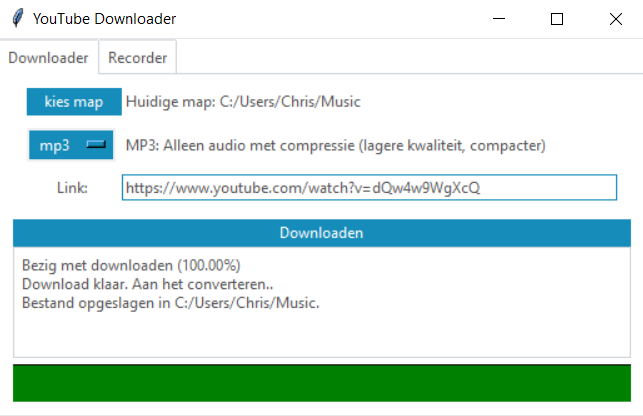 YouTube Downloader
Downloader Recorder
kies map Huidige map: C:/Users/Chris/Music
mp3 MP3: Alleen audio met compressie (lagere kwaliteit, compacter)
Link: https://www.youtube.com/watch?v=dQw4w9WgXcQ
Downloaden
Bezig met downloaden (100.00%)
Download klaar. Aan het converteren..
Bestand opgeslagen in C:/Users/Chris/Music.